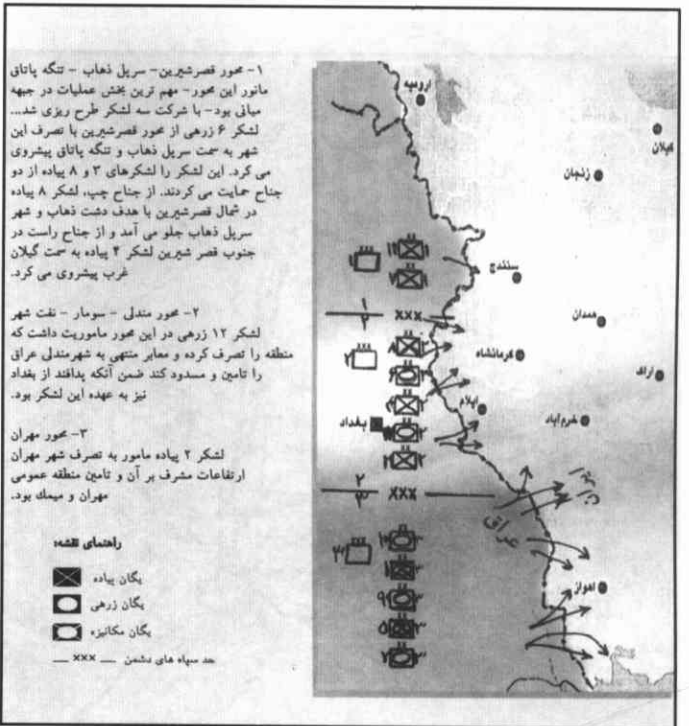 ۱- محور قصرشیرین- سرپل ذهاب - تنگه پاتاق
مانور این محور- مهم ترین بخش عملیات در جبهه
میانی بود- با شرکت سه لشکر طرح ریزی شد...
لشکر ۶ زرهی از محور قصرشیرین با تصرف این
شهر به سمت سرپل ذهاب و تنگه پاتاق پیشروی
می کرد. این لشکر را لشکرهای ۳ و ۸ پیاده از دو
جناح حمایت می کردند. از جناح چپ، لشکر ۸ پیاده
در شمال قصرشیرین با هدف دشت ذهاب و شهر
سرپل ذهاب جلو می آمد و از جناح راست در
جنوب قصر شیرین لشکر ۴ پیاده به سمت گیلان
غرب پیشروی می کرد.
۲- محور مندلی - سومار - نفت شهر
لشکر ۱۲ زرهی در این محور ماموریت داشت که
منطقه را تصرف کرده و معابر منتهی به شهرمندلی عراق
را تامین و مسدود کند ضمن آنکه پدافند از بغداد
نیز به عهده این لشکر بود.
۳- محور مهران
لشکر ۲ پیاده مامور به تصرف شهر مهران
ارتفاعات مشرف بر آن و تامین منطقه عمومی
مهران و میمک بود.
راهنمای نقشه:
یگان پیاده
یگان زرهی
یگان مکانیزه
حد سپاه های دشمن — ××× —
ارومیه
گیلان
زنجان
سنندج
××× ۱
۲
همدان
کرمانشاه
اراک
ایلام
خرم آباد
بغداد
××× ۲
۳
ایران
عراق
اهواز